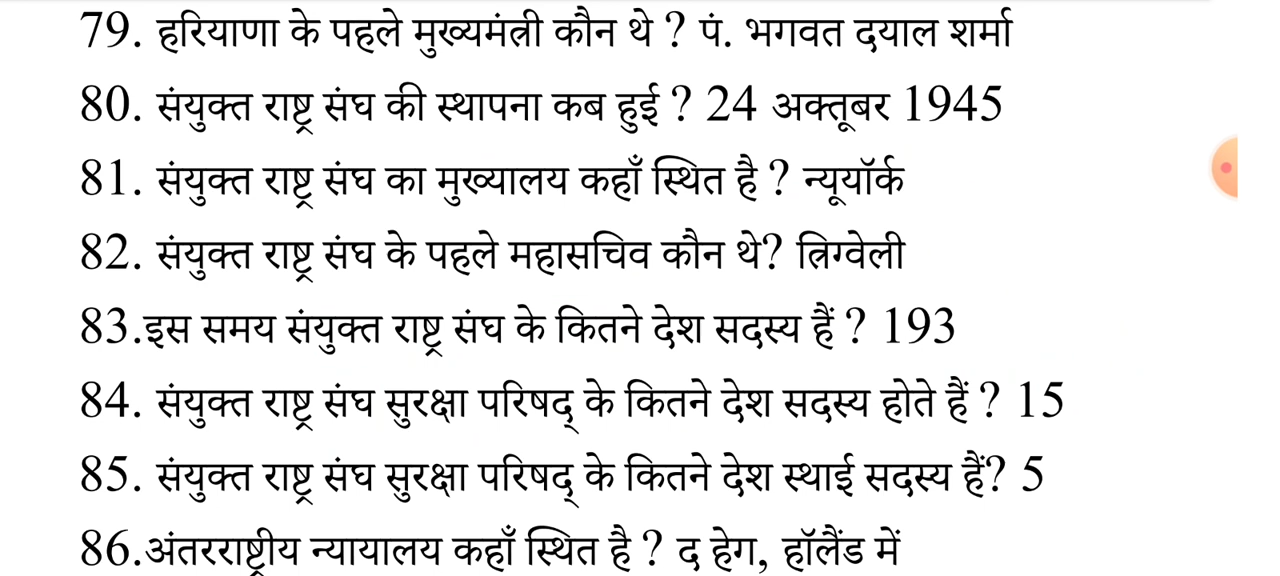 79. हरियाणा के पहले मुख्यमंत्री कौन थे ? पं. भगवत दयाल शर्मा
80. संयुक्त राष्ट्र संघ की स्थापना कब हुई ? 24 अक्तूबर 1945
81. संयुक्त राष्ट्र संघ का मुख्यालय कहाँ स्थित है ? न्यूयॉर्क
82. संयुक्त राष्ट्र संघ के पहले महासचिव कौन थे? त्रिग्वेली
83.इस समय संयुक्त राष्ट्र संघ के कितने देश सदस्य हैं ? 193
84. संयुक्त राष्ट्र संघ सुरक्षा परिषद् के कितने देश सदस्य होते हैं ? 15
85. संयुक्त राष्ट्र संघ सुरक्षा परिषद् के कितने देश स्थाई सदस्य हैं? 5
86.अंतरराष्ट्रीय न्यायालय कहाँ स्थित है ? द हेग, हॉलैंड में